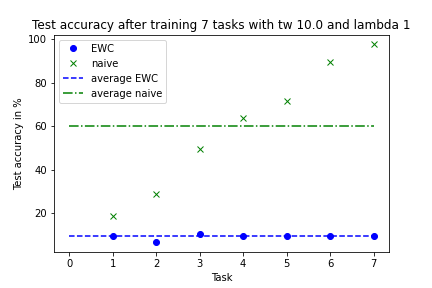 Test accuracy after training 7 tasks with tw 10.0 and lambda 1
100
80
60
40
20
Test accuracy in %
EWC
naive
average EWC
average naive
0 1 2 3 4 5 6 7
Task